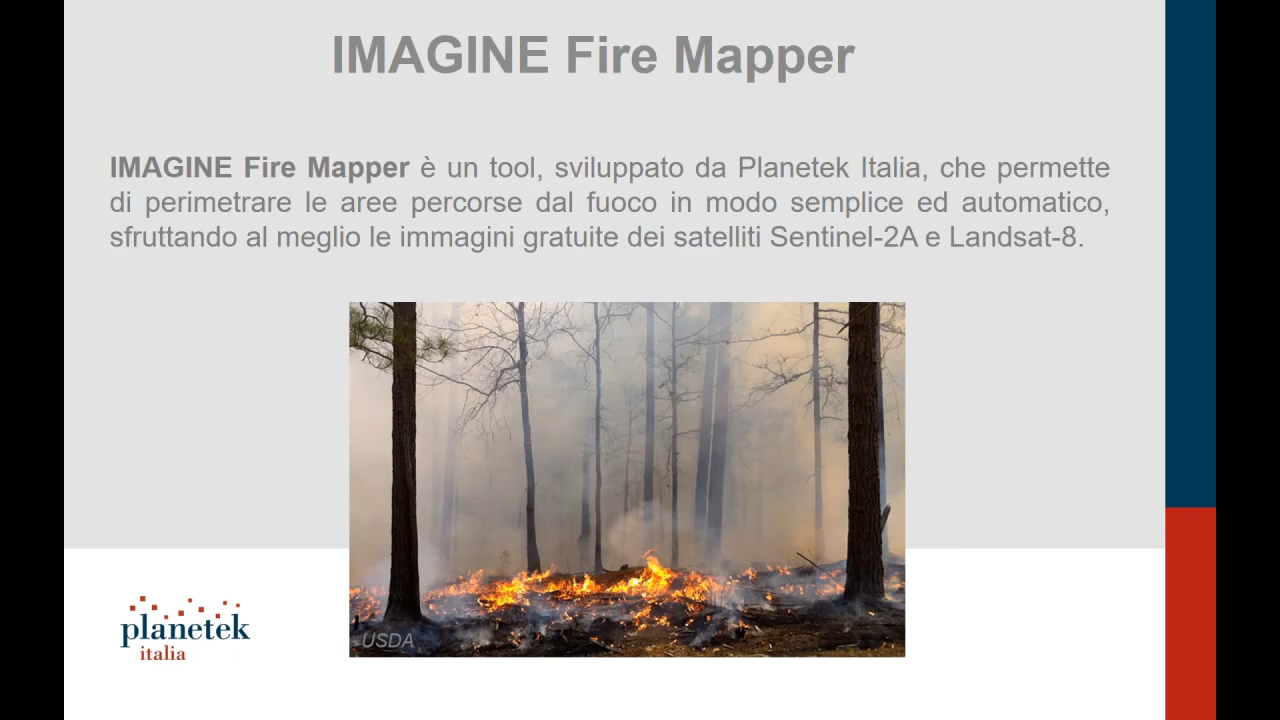 IMAGINE Fire Mapper
IMAGINE Fire Mapper è un tool, sviluppato da Planetek Italia, che permette
di perimetrare le aree percorse dal fuoco in modo semplice ed automatico,
sfruttando al meglio le immagini gratuite dei satelliti Sentinel-2A e Landsat-8.
USDA
planetek
italia